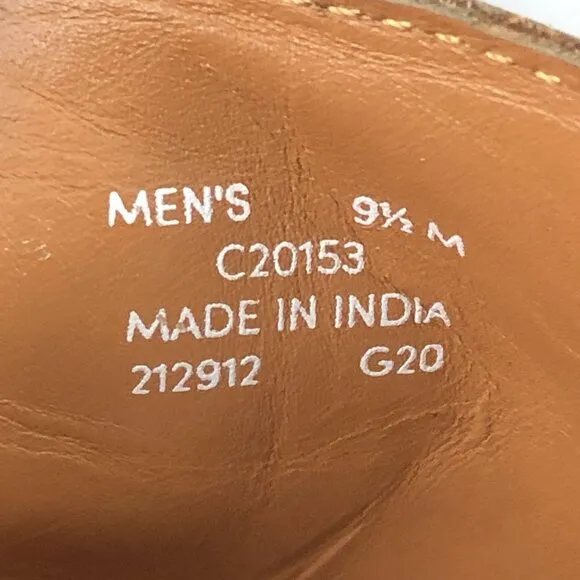 MEN'S 9½ M
C20153
MADE IN INDIA
212912 G20